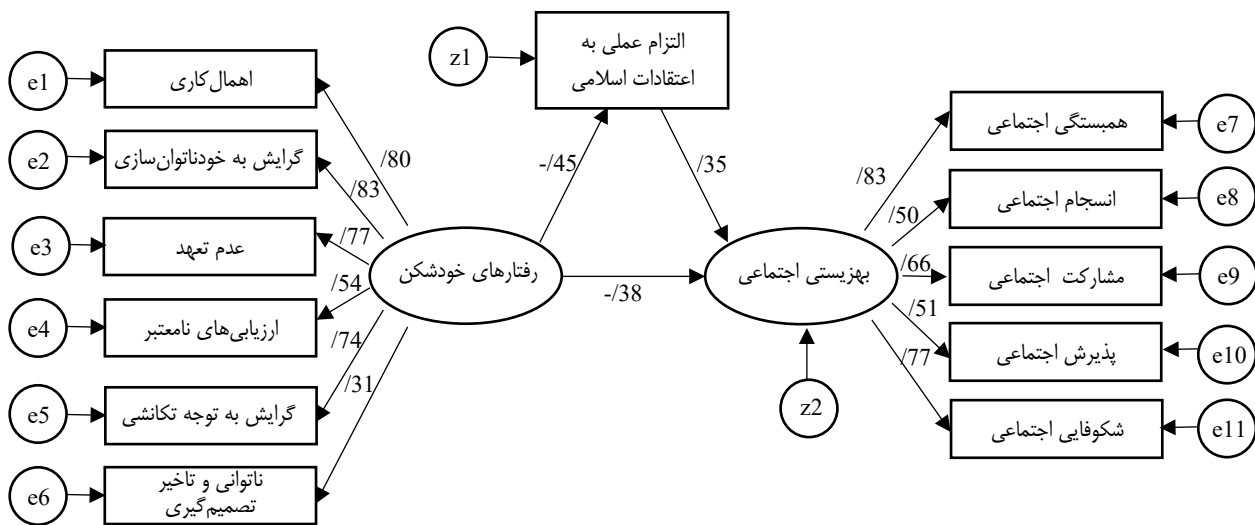 z1
التزام عملی به
اعتقادات اسلامی
e1
اهمال‌کاری
e2
گرایش به خودناتوان‌سازی
e3
عدم تعهد
e4
ارزیابی‌های نامعتبر
e5
گرایش به توجه تکانشی
e6
ناتوانی و تاخیر
تصمیم‌گیری
/80
/83
/77
/54
/74
/31
رفتارهای خودشکن
-/45
/35
-/38
بهزیستی اجتماعی
z2
/83
/50
/66
/51
/77
همبستگی اجتماعی
e7
انسجام اجتماعی
e8
مشارکت اجتماعی
e9
پذیرش اجتماعی
e10
شکوفایی اجتماعی
e11